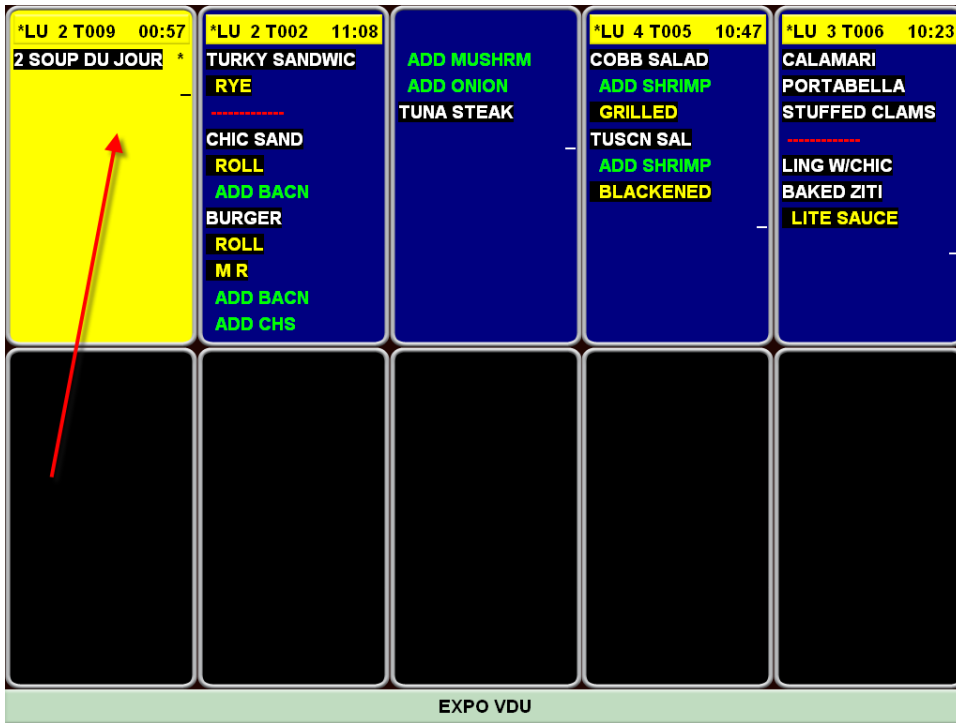 *LU 2 T009 00:57
2 SOUP DU JOUR *
*LU 2 T002 11:08
TURKY SANDWIC
RYE
-------------
CHIC SAND
ROLL
ADD BACN
BURGER
ROLL
M R
ADD BACN
ADD CHS
ADD MUSHRM
ADD ONION
TUNA STEAK
*LU 4 T005 10:47
COBB SALAD
ADD SHRIMP
GRILLED
TUSCN SAL
ADD SHRIMP
BLACKENED
*LU 3 T006 10:23
CALAMARI
PORTABELLA
STUFFED CLAMS
-------------
LING W/CHIC
BAKED ZITI
LITE SAUCE
EXPO VDU